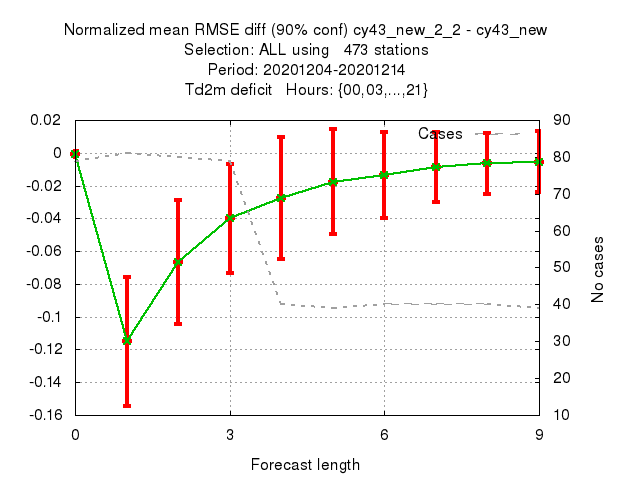 Normalized mean RMSE diff (90% conf) cy43_new_2_2 - cy43_new
Selection: ALL using   473 stations
Period: 20201204-20201214
Td2m deficit   Hours: {00,03,...,21}
0.02
0
-0.02
-0.04
-0.06
-0.08
-0.1
-0.12
-0.14
-0.16
Cases
90
80
70
60
50
40
30
20
10
No cases
0 3 6 9
Forecast length